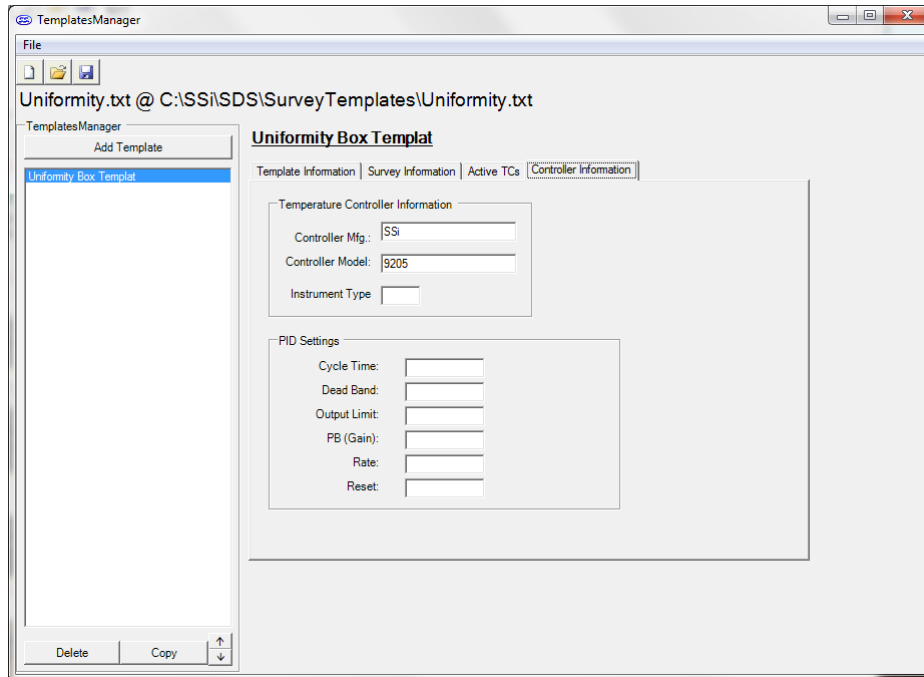 TemplatesManager
File
Uniformity.txt @ C:\SSi\SDS\SurveyTemplates\Uniformity.txt
TemplatesManager
Add Template
Uniformity Box Templat
Delete
Copy
Uniformity Box Templat
Template Information
Survey Information
Active TCs
Controller Information
Temperature Controller Information
Controller Mfg.: SSi
Controller Model: 9205
Instrument Type
PID Settings
Cycle Time:
Dead Band:
Output Limit:
PB (Gain):
Rate:
Reset: